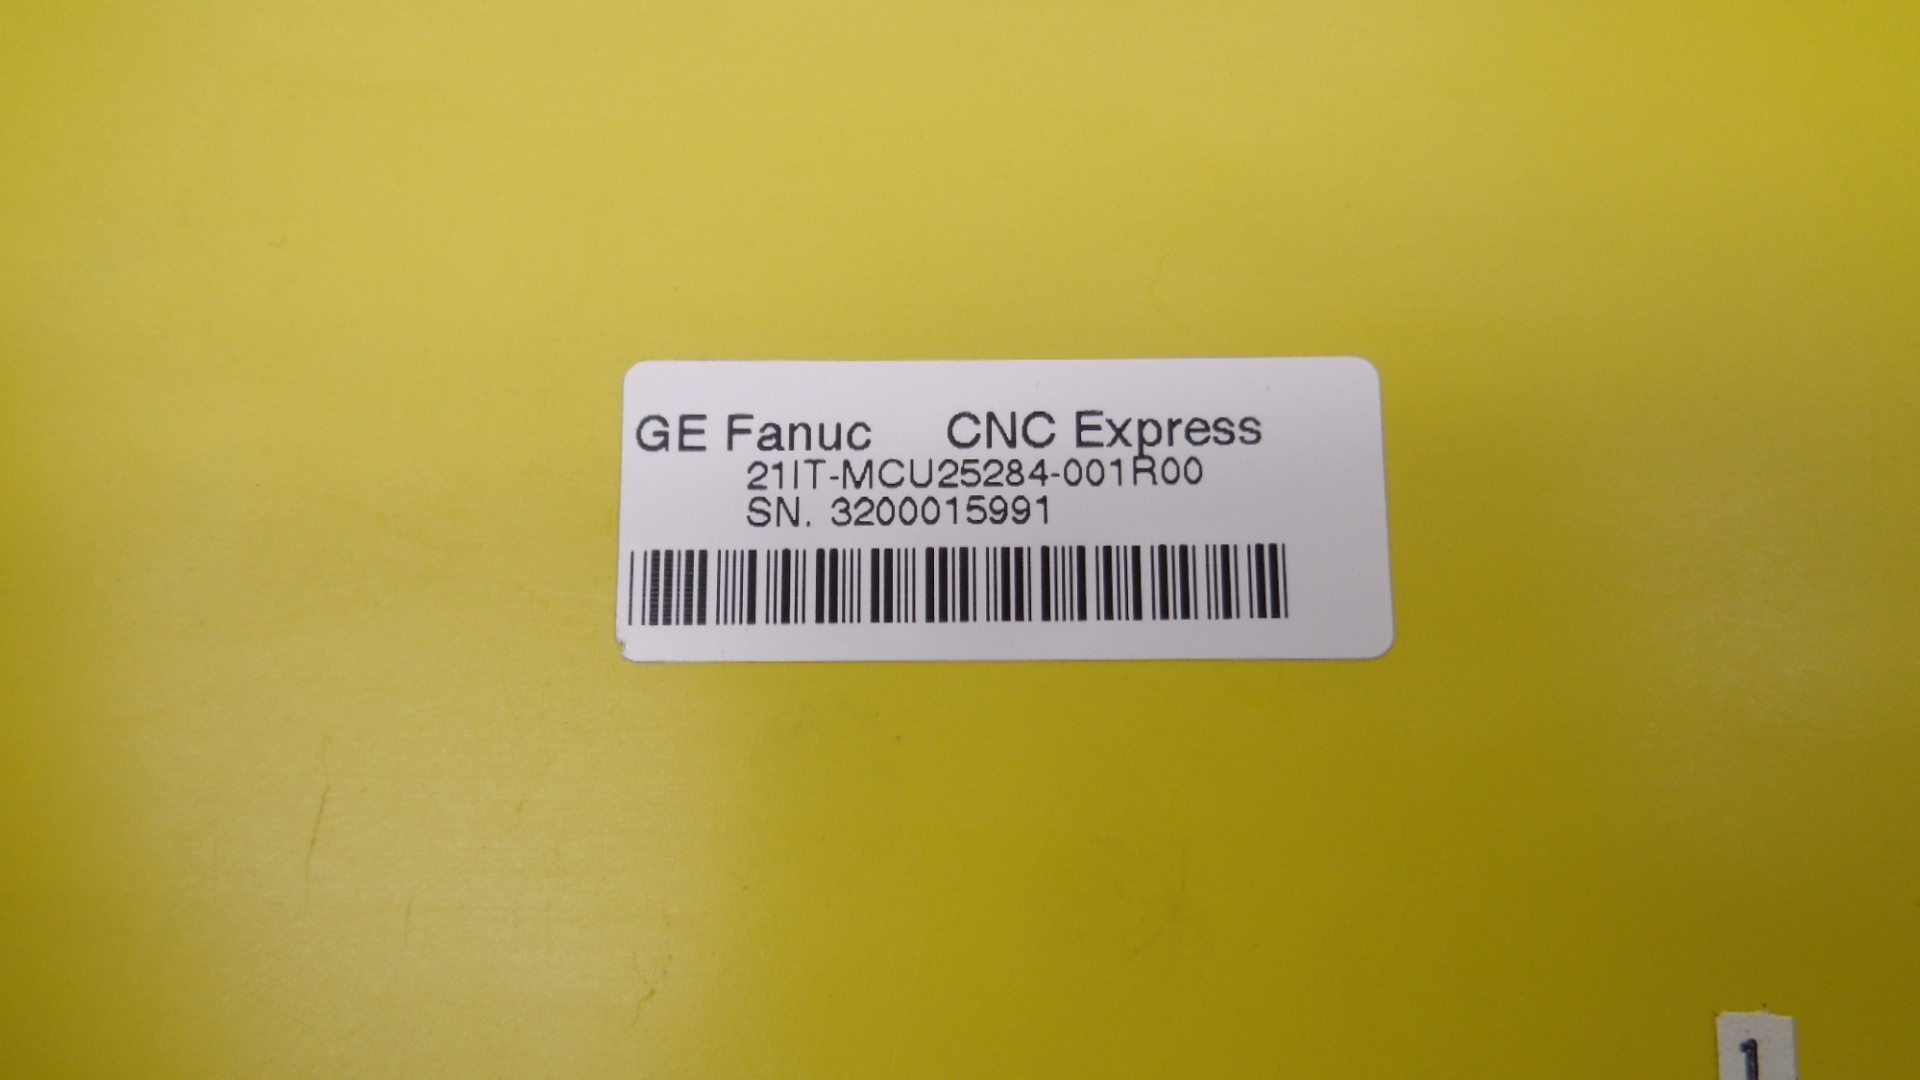 GE Fanuc CNC Express
21IT-MCU25284-001R00
SN. 3200015991
1